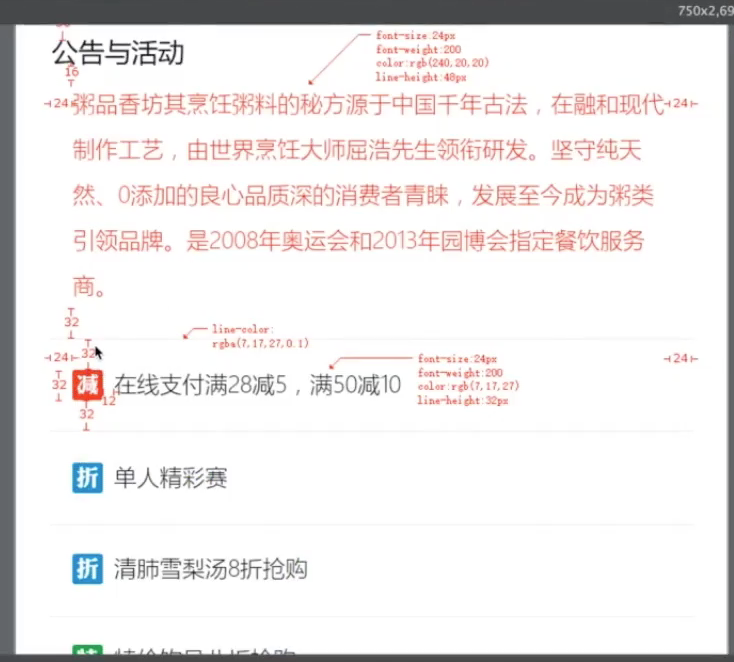 750x2,69
36
公告与活动
font-size:24px
font-weight:200
color:rgb(240,20,20)
line-height:48px
16
24
粥品香坊其烹饪粥料的秘方源于中国千年古法，在融和现代
24
制作工艺，由世界烹饪大师屈浩先生领衔研发。坚守纯天
然、0添加的良心品质深的消费者青睐，发展至今成为粥类
引领品牌。是2008年奥运会和2013年园博会指定餐饮服务
商。
32
line-color:
rgba(7,17,27,0.1)
24
32
font-size:24px
font-weight:200
color:rgb(7,17,27)
line-height:32px
24
32
减 在线支付满28减5，满50减10
12
32
折 单人精彩赛
折 清肺雪梨汤8折抢购
特